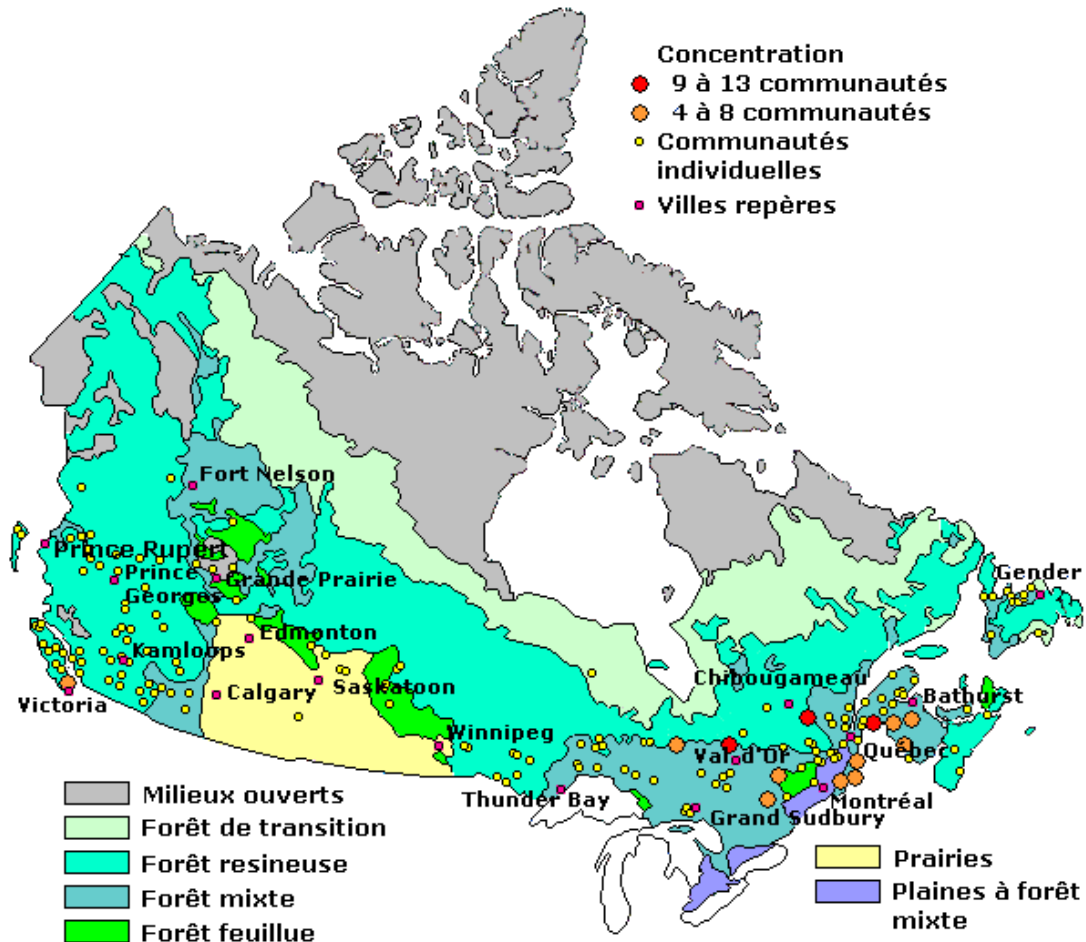 Concentration
9 à 13 communautés
4 à 8 communautés
Communautés
individuelles
Villes repères
Fort Nelson
Prince Rupert
Prince
Georges
Grande Prairie
Gender
Edmonton
Kamloops
Chibougameau
Calgary
Saskatoon
Bathurst
Victoria
Winnipeg
Québec
Val d'Or
Thunder Bay
Montréal
Grand Sudbury
Milieux ouverts
Forêt de transition
Forêt resineuse
Forêt mixte
Forêt feuillue
Prairies
Plaines à forêt
mixte